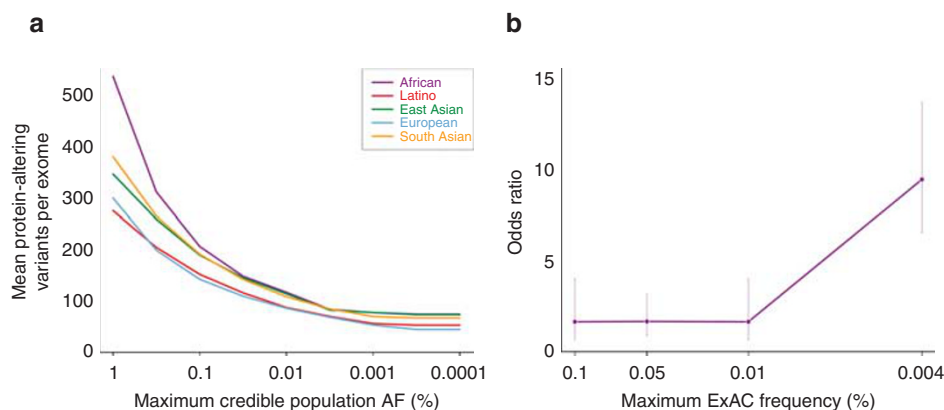 a
Mean protein-altering
variants per exome
500
400
300
200
100
0
1
0.1
0.01
0.001
0.0001
Maximum credible population AF (%)
African
Latino
East Asian
European
South Asian
b
Odds ratio
15
10
5
0
0.1
0.05
0.01
0.004
Maximum ExAC frequency (%)